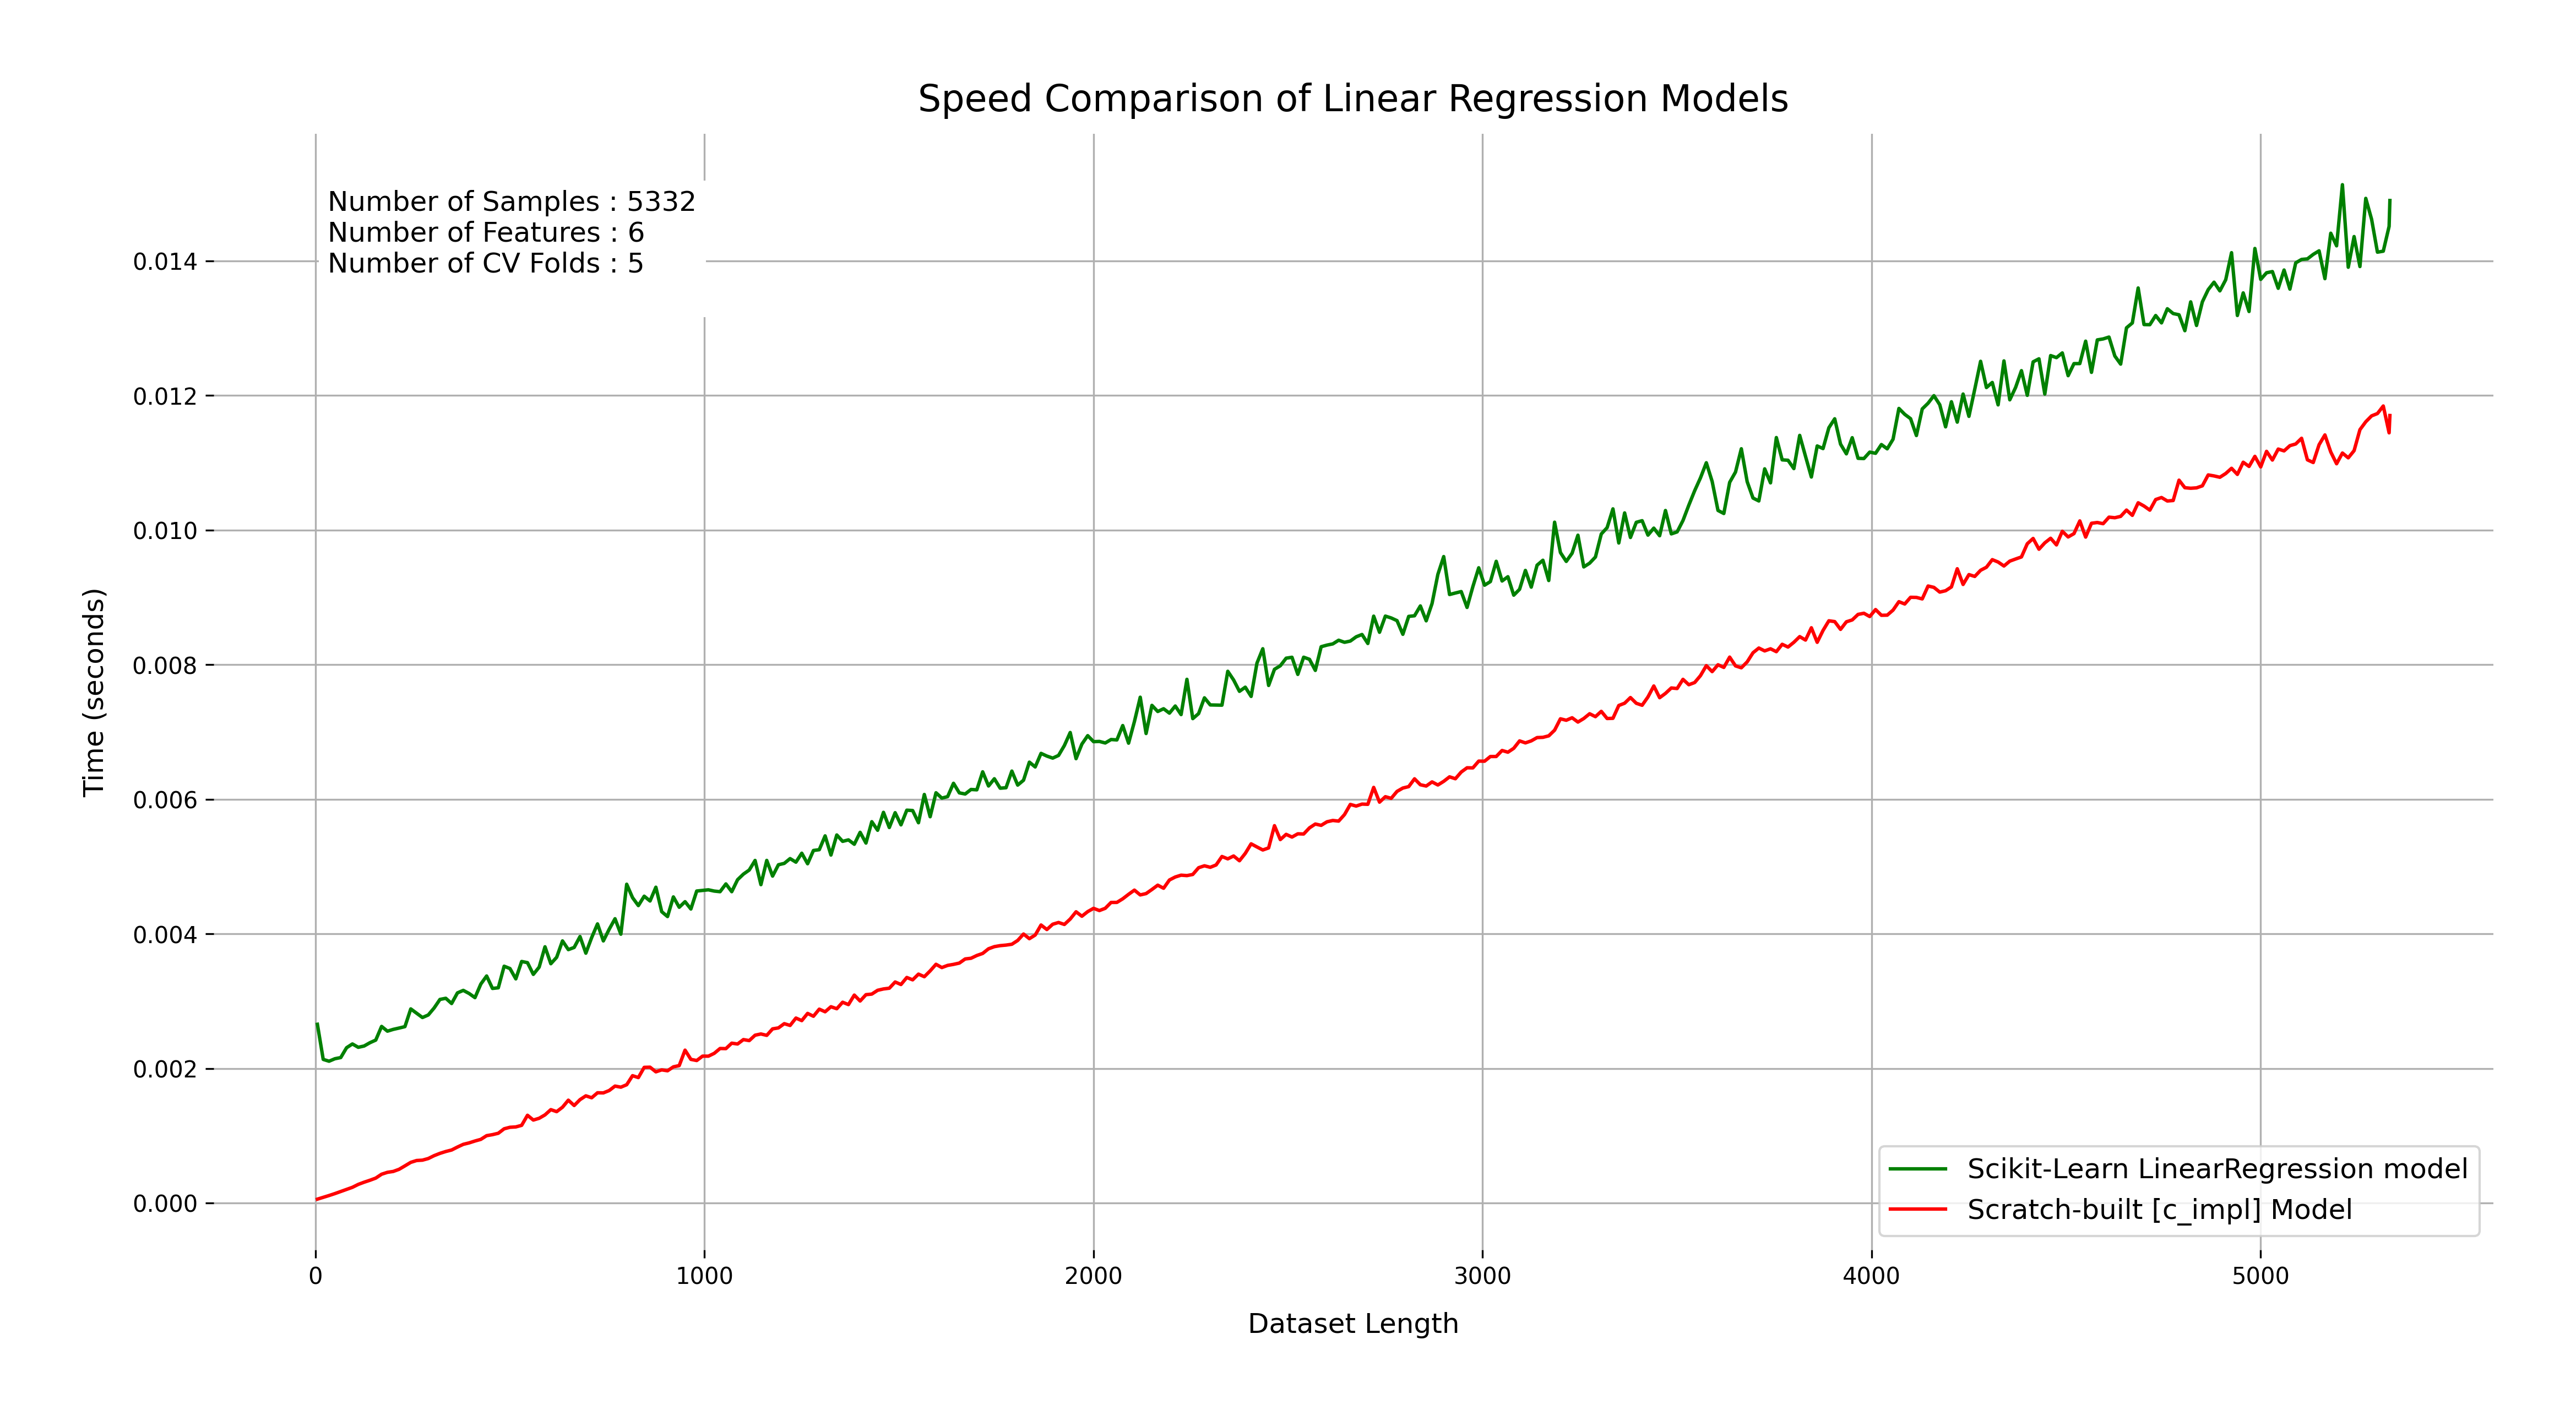 Speed Comparison of Linear Regression Models
Number of Samples : 5332
Number of Features : 6
Number of CV Folds : 5
0.014
0.012
0.010
0.008
0.006
0.004
0.002
0.000
Time (seconds)
Scikit-Learn LinearRegression model
Scratch-built [c_impl] Model
0 1000 2000 3000 4000 5000
Dataset Length